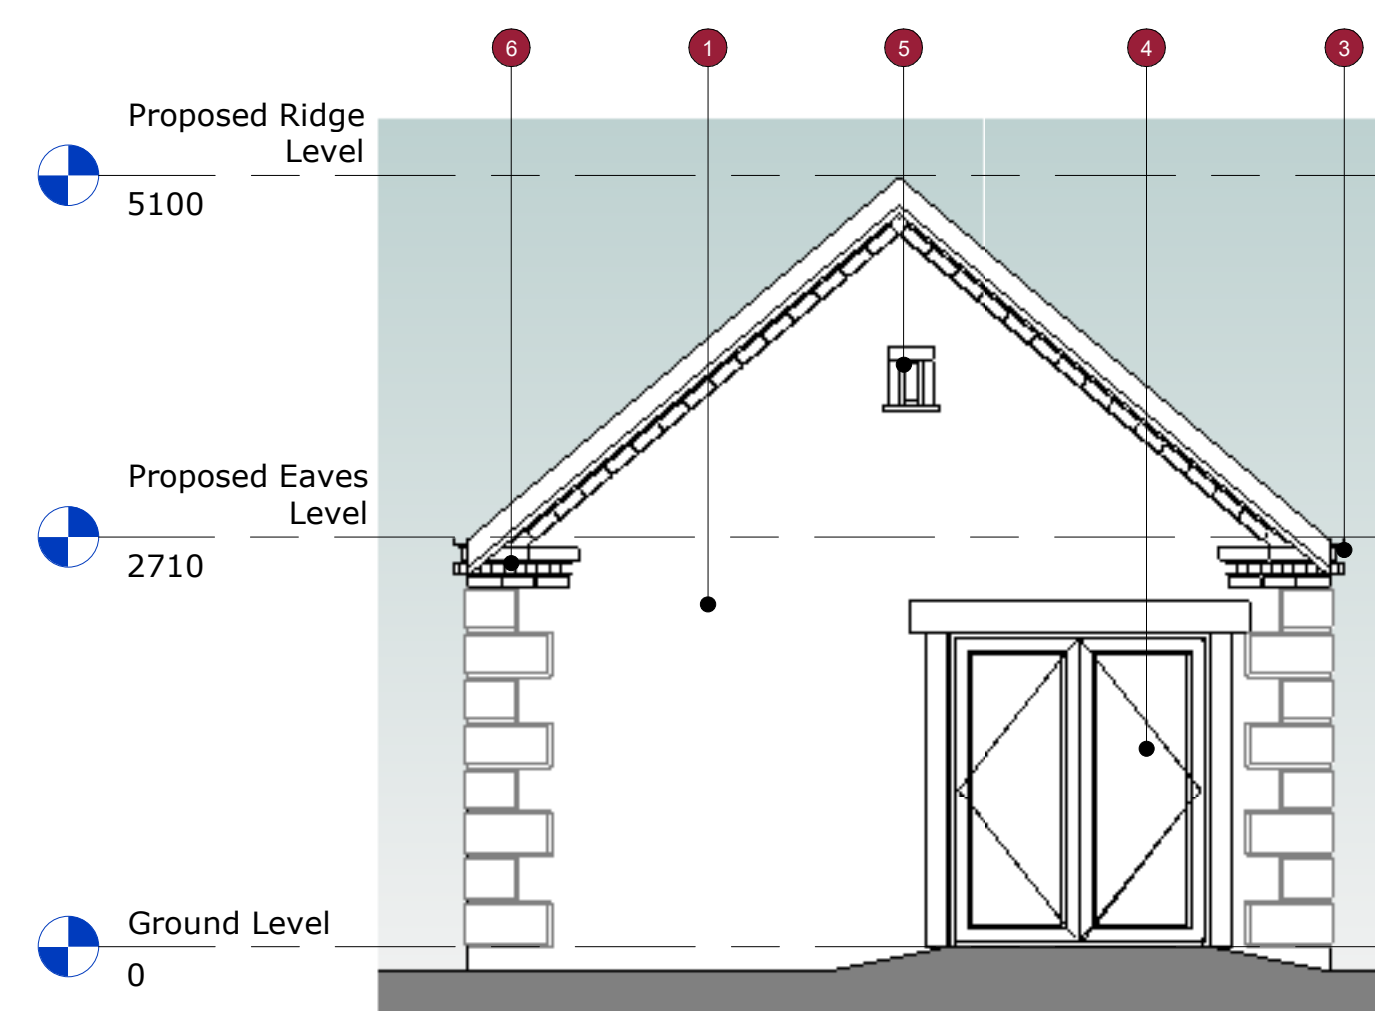 6 1 5 4 3
Proposed Ridge
Level
5100
Proposed Eaves
Level
2710
Ground Level
0